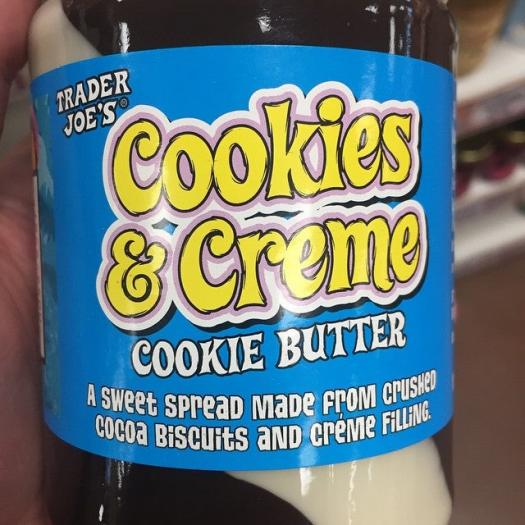 TRADER
JOE'S®
Cookies
& Creme
COOKIE BUTTER
A SWEET SPREAD MADE FROM CRUSHED
COCOA BISCUITS AND CRÉME FILLING.